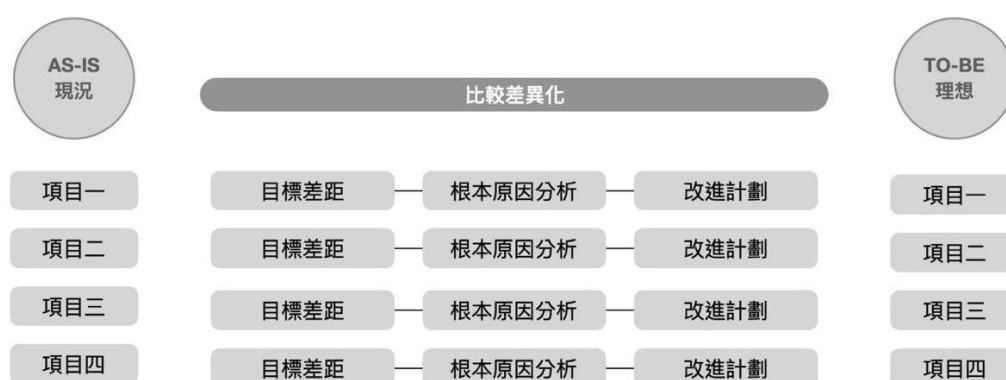 AS-IS
現況
比較差異化
TO-BE
理想
項目一
目標差距
根本原因分析
改進計劃
項目一
項目二
目標差距
根本原因分析
改進計劃
項目二
項目三
目標差距
根本原因分析
改進計劃
項目三
項目四
目標差距
根本原因分析
改進計劃
項目四